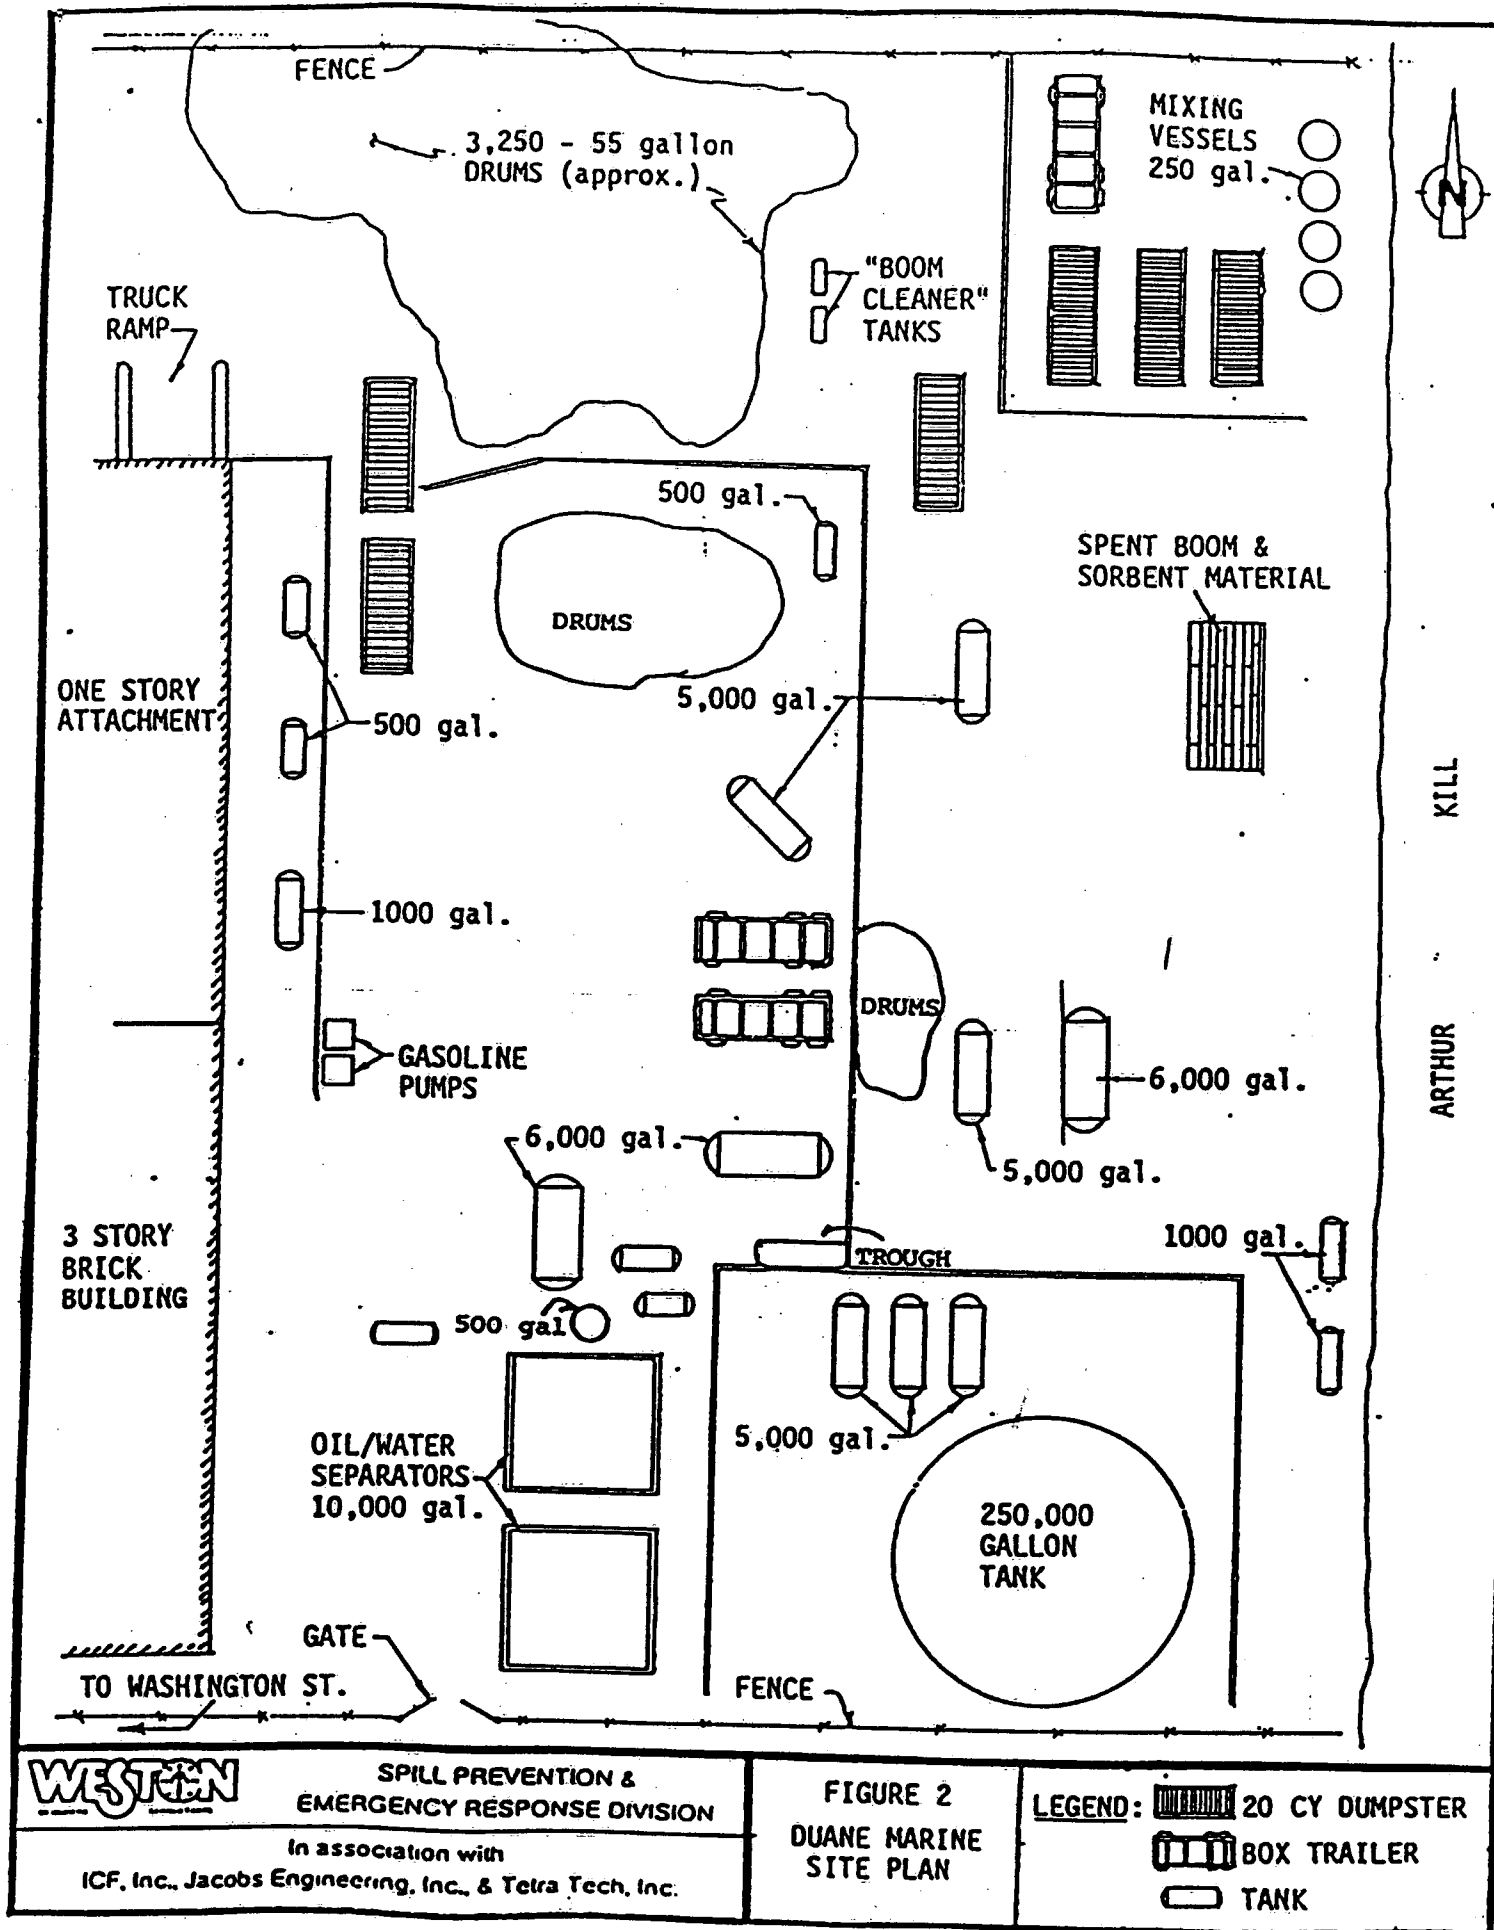 FENCE
3,250 - 55 gallon
DRUMS (approx.)
MIXING
VESSELS
250 gal.
N
"BOOM
CLEANER"
TANKS
TRUCK
RAMP
500 gal.
SPENT BOOM &
SORBENT MATERIAL
DRUMS
ONE STORY
ATTACHMENT
5,000 gal.
500 gal.
KILL
1000 gal.
DRUMS
ARTHUR
GASOLINE
PUMPS
6,000 gal.
6,000 gal.
5,000 gal.
3 STORY
BRICK
BUILDING
1000 gal.
TROUGH
500 gal
5,000 gal.
OIL/WATER
SEPARATORS
10,000 gal.
250,000
GALLON
TANK
GATE
TO WASHINGTON ST.
FENCE
WESTON
SPILL PREVENTION &
EMERGENCY RESPONSE DIVISION
In association with
ICF, Inc., Jacobs Engineering, Inc., & Tetra Tech, Inc.
FIGURE 2
DUANE MARINE
SITE PLAN
LEGEND: 20 CY DUMPSTER
BOX TRAILER
TANK